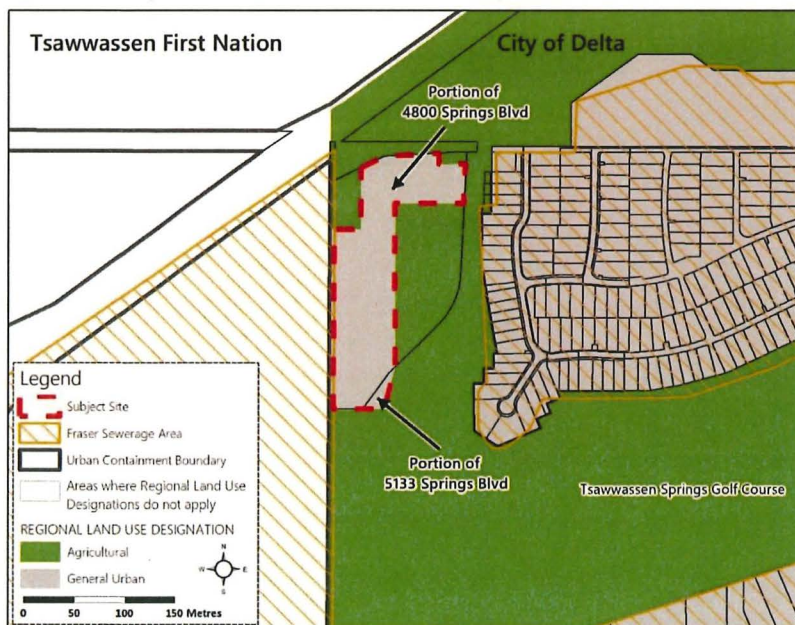 Tsawwassen First Nation
City of Delta
Portion of
4800 Springs Blvd
Portion of
5133 Springs Blvd
Tsawwassen Springs Golf Course
Legend
Subject Site
Fraser Sewerage Area
Urban Containment Boundary
Areas where Regional Land Use
Designations do not apply
REGIONAL LAND USE DESIGNATION
Agricultural
General Urban
N
W
E
S
0 50 100 150 Metres